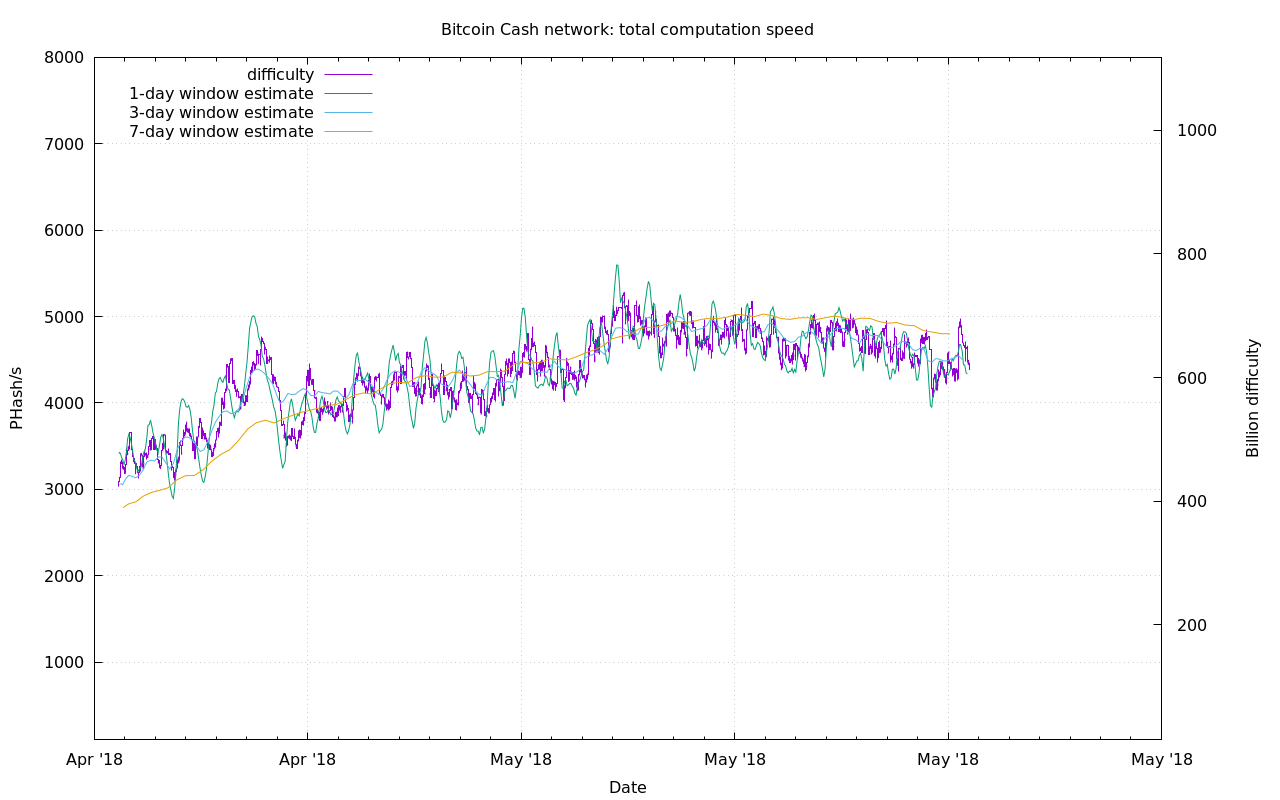 Bitcoin Cash network: total computation speed
difficulty
1-day window estimate
3-day window estimate
7-day window estimate
8000
7000
6000
5000
4000
3000
2000
1000
PHash/s
1000
800
600
400
200
Billion difficulty
Apr '18 Apr '18 May '18 May '18 May '18 May '18
Date